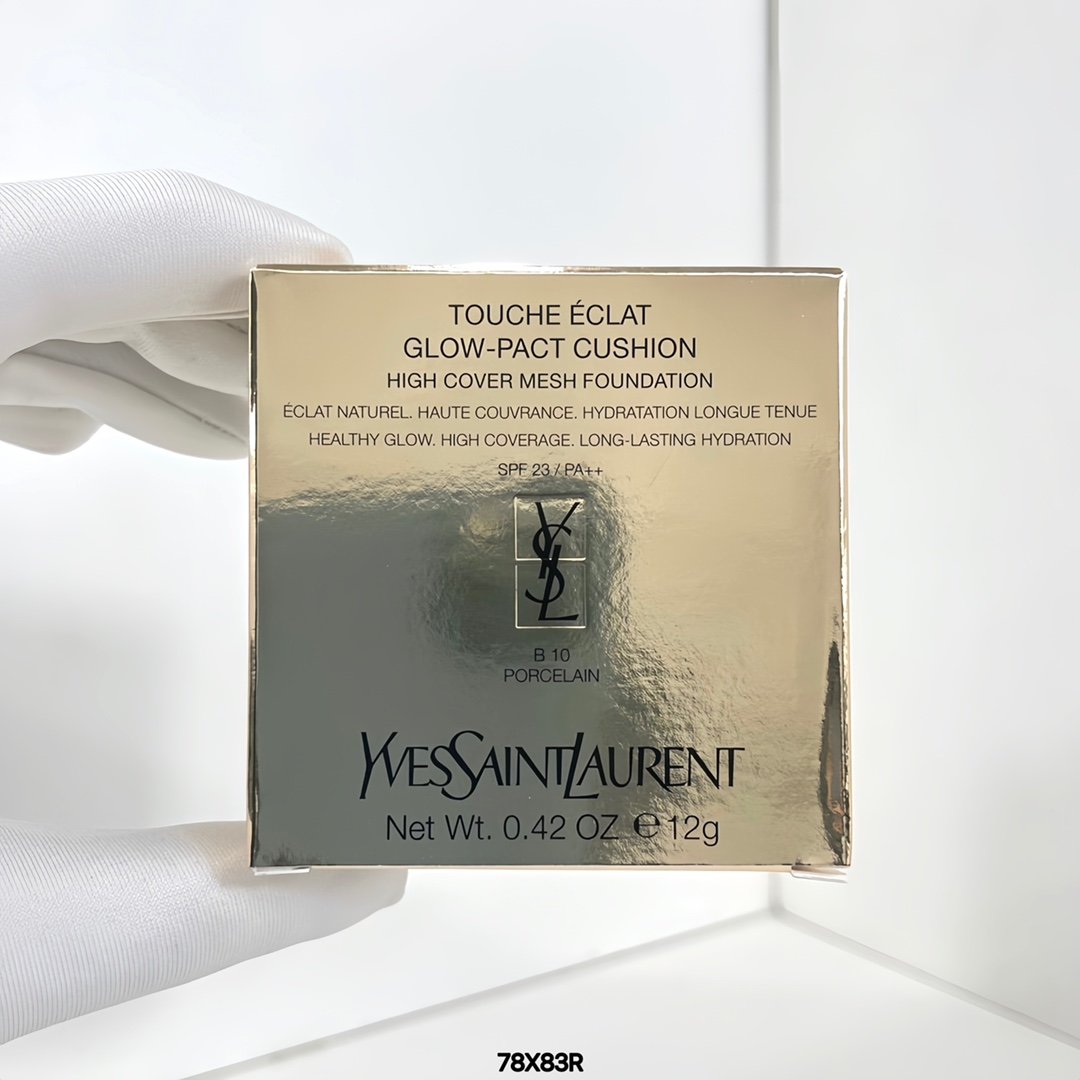 TOUCHE ÉCLAT
GLOW-PACT CUSHION
HIGH COVER MESH FOUNDATION
ÉCLAT NATUREL. HAUTE COUVRANCE. HYDRATATION LONGUE TENUE
HEALTHY GLOW. HIGH COVERAGE. LONG-LASTING HYDRATION
SPF 23 / PA++
YSL
B 10
PORCELAIN
YVESSAINTLAURENT
Net Wt. 0.42 OZ ℮ 12g
78X83R